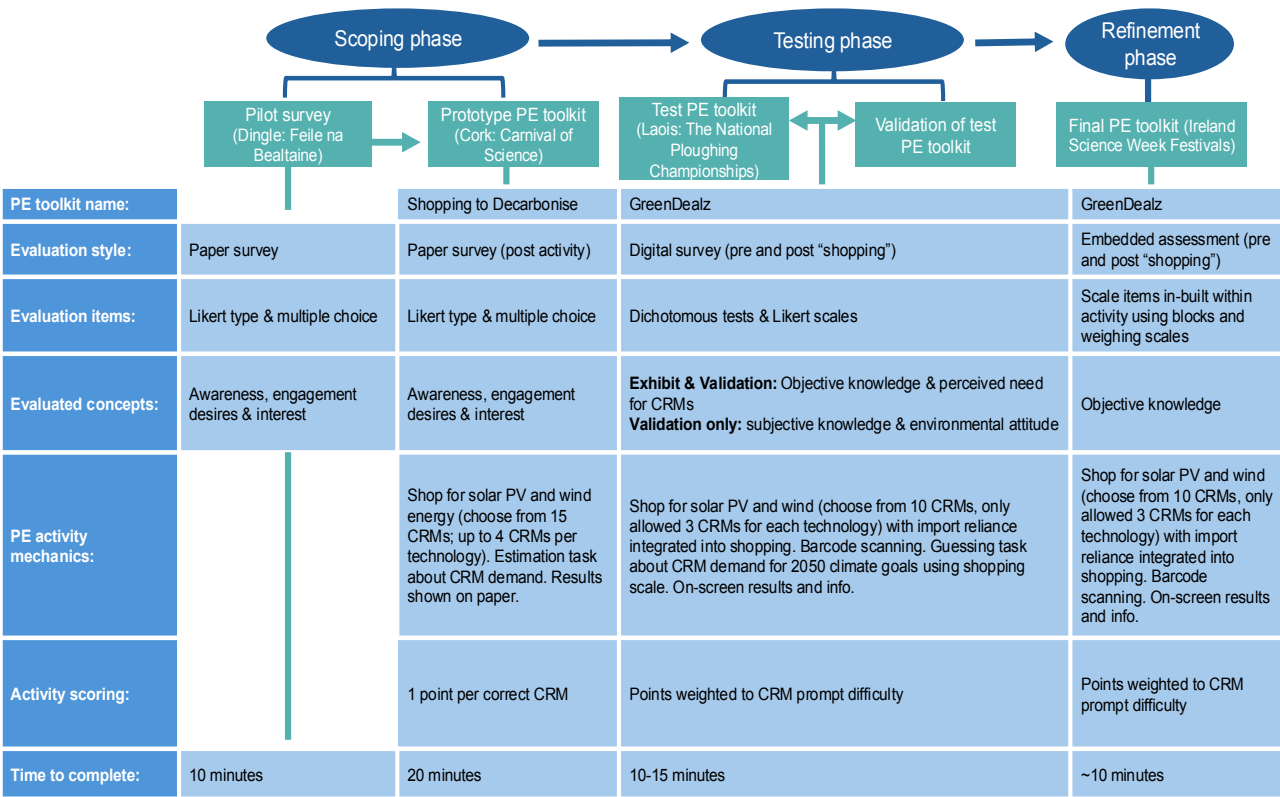 Scoping phase
Testing phase
Refinement
phase
Pilot survey
(Dingle: Feile na
Bealtaine)
Prototype PE toolkit
(Cork: Carnival of
Science)
Test PE toolkit
(Laois: The National
Ploughing
Championships)
Validation of test
PE toolkit
Final PE toolkit (Ireland
Science Week Festivals)
PE toolkit name:
Shopping to Decarbonise
GreenDealz
GreenDealz
Evaluation style:
Paper survey
Paper survey (post activity)
Digital survey (pre and post “shopping”)
Embedded assessment (pre
and post “shopping”)
Evaluation items:
Likert type & multiple choice
Likert type & multiple choice
Dichotomous tests & Likert scales
Scale items in-built within
activity using blocks and
weighing scales
Evaluated concepts:
Awareness, engagement
desires & interest
Awareness, engagement
desires & interest
Exhibit & Validation: Objective knowledge & perceived need
for CRMs
Validation only: subjective knowledge & environmental attitude
Objective knowledge
PE activity
mechanics:
Shop for solar PV and wind
energy (choose from 15
CRMs; up to 4 CRMs per
technology). Estimation task
about CRM demand. Results
shown on paper.
Shop for solar PV and wind (choose from 10 CRMs, only
allowed 3 CRMs for each technology) with import reliance
integrated into shopping. Barcode scanning. Guessing task
about CRM demand for 2050 climate goals using shopping
scale. On-screen results and info.
Shop for solar PV and wind
(choose from 10 CRMs, only
allowed 3 CRMs for each
technology) with import
reliance integrated into
shopping. Barcode
scanning. On-screen results
and info.
Activity scoring:
1 point per correct CRM
Points weighted to CRM prompt difficulty
Points weighted to CRM
prompt difficulty
Time to complete:
10 minutes
20 minutes
10-15 minutes
~10 minutes